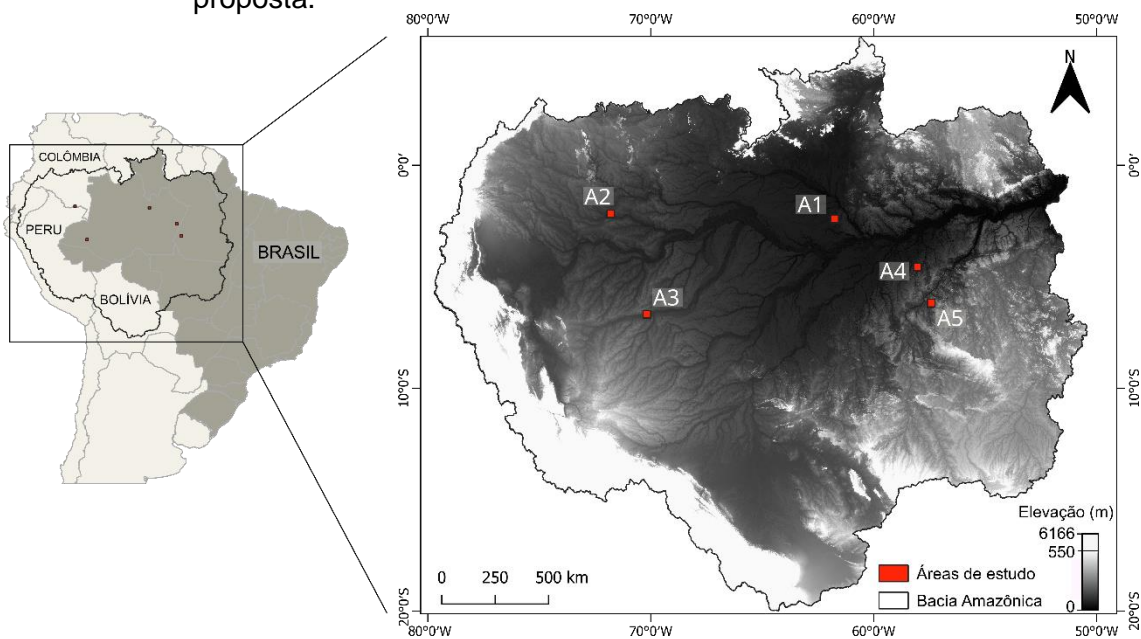 proposta.
80°0'W 70°0'W 60°0'W 50°0'W
N
COLÔMBIA
PERU
BOLÍVIA
BRASIL
0°0' 0°0'
A2
A1
A4
A3
A5
10°0'S 10°0'S
Elevação (m)
6166
550
0
0 250 500 km
Áreas de estudo
Bacia Amazônica
20°0'S 20°0'S
80°0'W 70°0'W 60°0'W 50°0'W